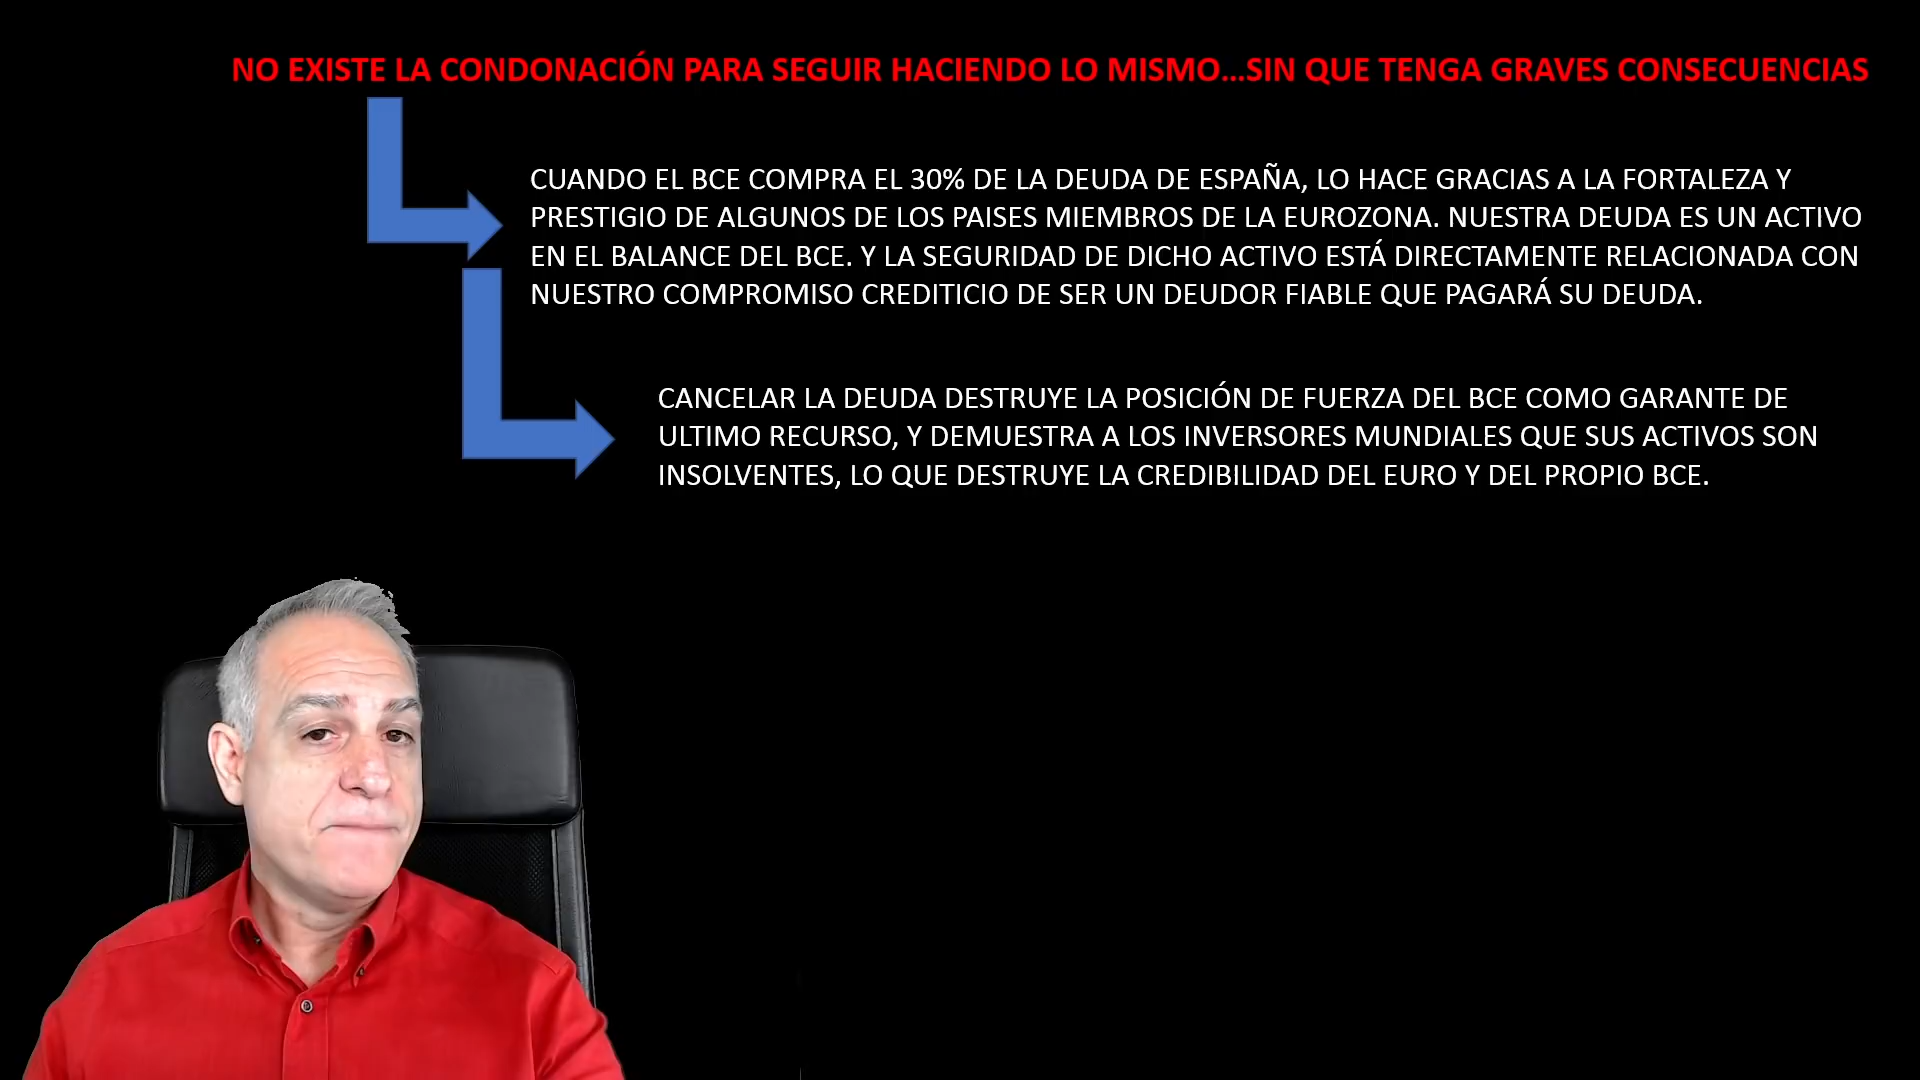 NO EXISTE LA CONDONACIÓN PARA SEGUIR HACIENDO LO MISMO...SIN QUE TENGA GRAVES CONSECUENCIAS
CUANDO EL BCE COMPRA EL 30% DE LA DEUDA DE ESPAÑA, LO HACE GRACIAS A LA FORTALEZA Y
PRESTIGIO DE ALGUNOS DE LOS PAISES MIEMBROS DE LA EUROZONA. NUESTRA DEUDA ES UN ACTIVO
EN EL BALANCE DEL BCE. Y LA SEGURIDAD DE DICHO ACTIVO ESTÁ DIRECTAMENTE RELACIONADA CON
NUESTRO COMPROMISO CREDITICIO DE SER UN DEUDOR FIABLE QUE PAGARÁ SU DEUDA.
CANCELAR LA DEUDA DESTRUYE LA POSICIÓN DE FUERZA DEL BCE COMO GARANTE DE
ULTIMO RECURSO, Y DEMUESTRA A LOS INVERSORES MUNDIALES QUE SUS ACTIVOS SON
INSOLVENTES, LO QUE DESTRUYE LA CREDIBILIDAD DEL EURO Y DEL PROPIO BCE.